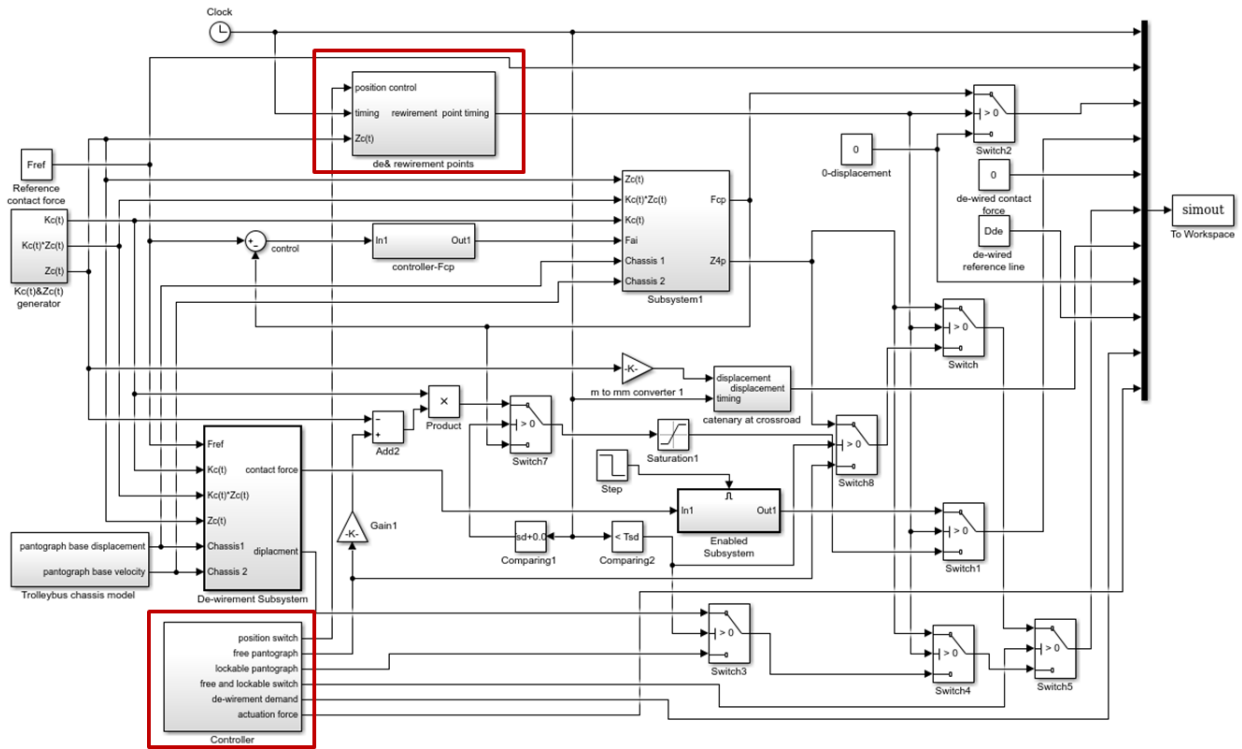 Clock
position control
timing
rewirement point timing
Zc(t)
de& rewirement points
Fref
Reference
contact force
Kc(t)
Kc(t)*Zc(t)
Zc(t)
Kc(t)&Zc(t)
generator
+
-
control
In1
Out1
controller-Fcp
Zc(t)
Kc(t)*Zc(t)
Kc(t)
Fai
Chassis 1
Chassis 2
Fcp
Z4p
Subsystem1
> 0
Switch2
0
0-displacement
0
de-wired contact
force
Dde
de-wired
reference line
simout
To Workspace
> 0
Switch
-K-
m to mm converter 1
displacement
displacement
timing
catenary at crossroad
×
Product
-
+
Add2
> 0
Switch7
Saturation1
> 0
Switch8
Step
In1
Out1
Enabled
Subsystem
> 0
Switch1
Fref
Kc(t)
contact force
Kc(t)*Zc(t)
Zc(t)
Chassis1
diplacment
Chassis 2
De-wirement Subsystem
-K-
Gain1
sd+0.0
Comparing1
< Tsd
Comparing2
pantograph base displacement
pantograph base velocity
Trolleybus chassis model
position switch
free pantograph
lockable pantograph
free and lockable switch
de-wirement demand
actuation force
Controller
> 0
Switch3
> 0
Switch4
> 0
Switch5